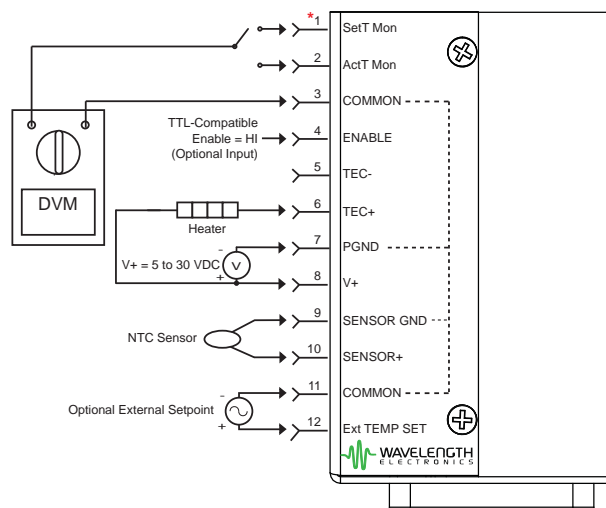 *1 SetT Mon
2 ActT Mon
3 COMMON
TTL-Compatible
Enable = HI
(Optional Input)
4 ENABLE
5 TEC-
DVM
6 TEC+
Heater
7 PGND
-
V
V+ = 5 to 30 VDC
+
8 V+
9 SENSOR GND
NTC Sensor
10 SENSOR+
11 COMMON
-
Optional External Setpoint
+
12 Ext TEMP SET
WAVELENGTH
ELECTRONICS